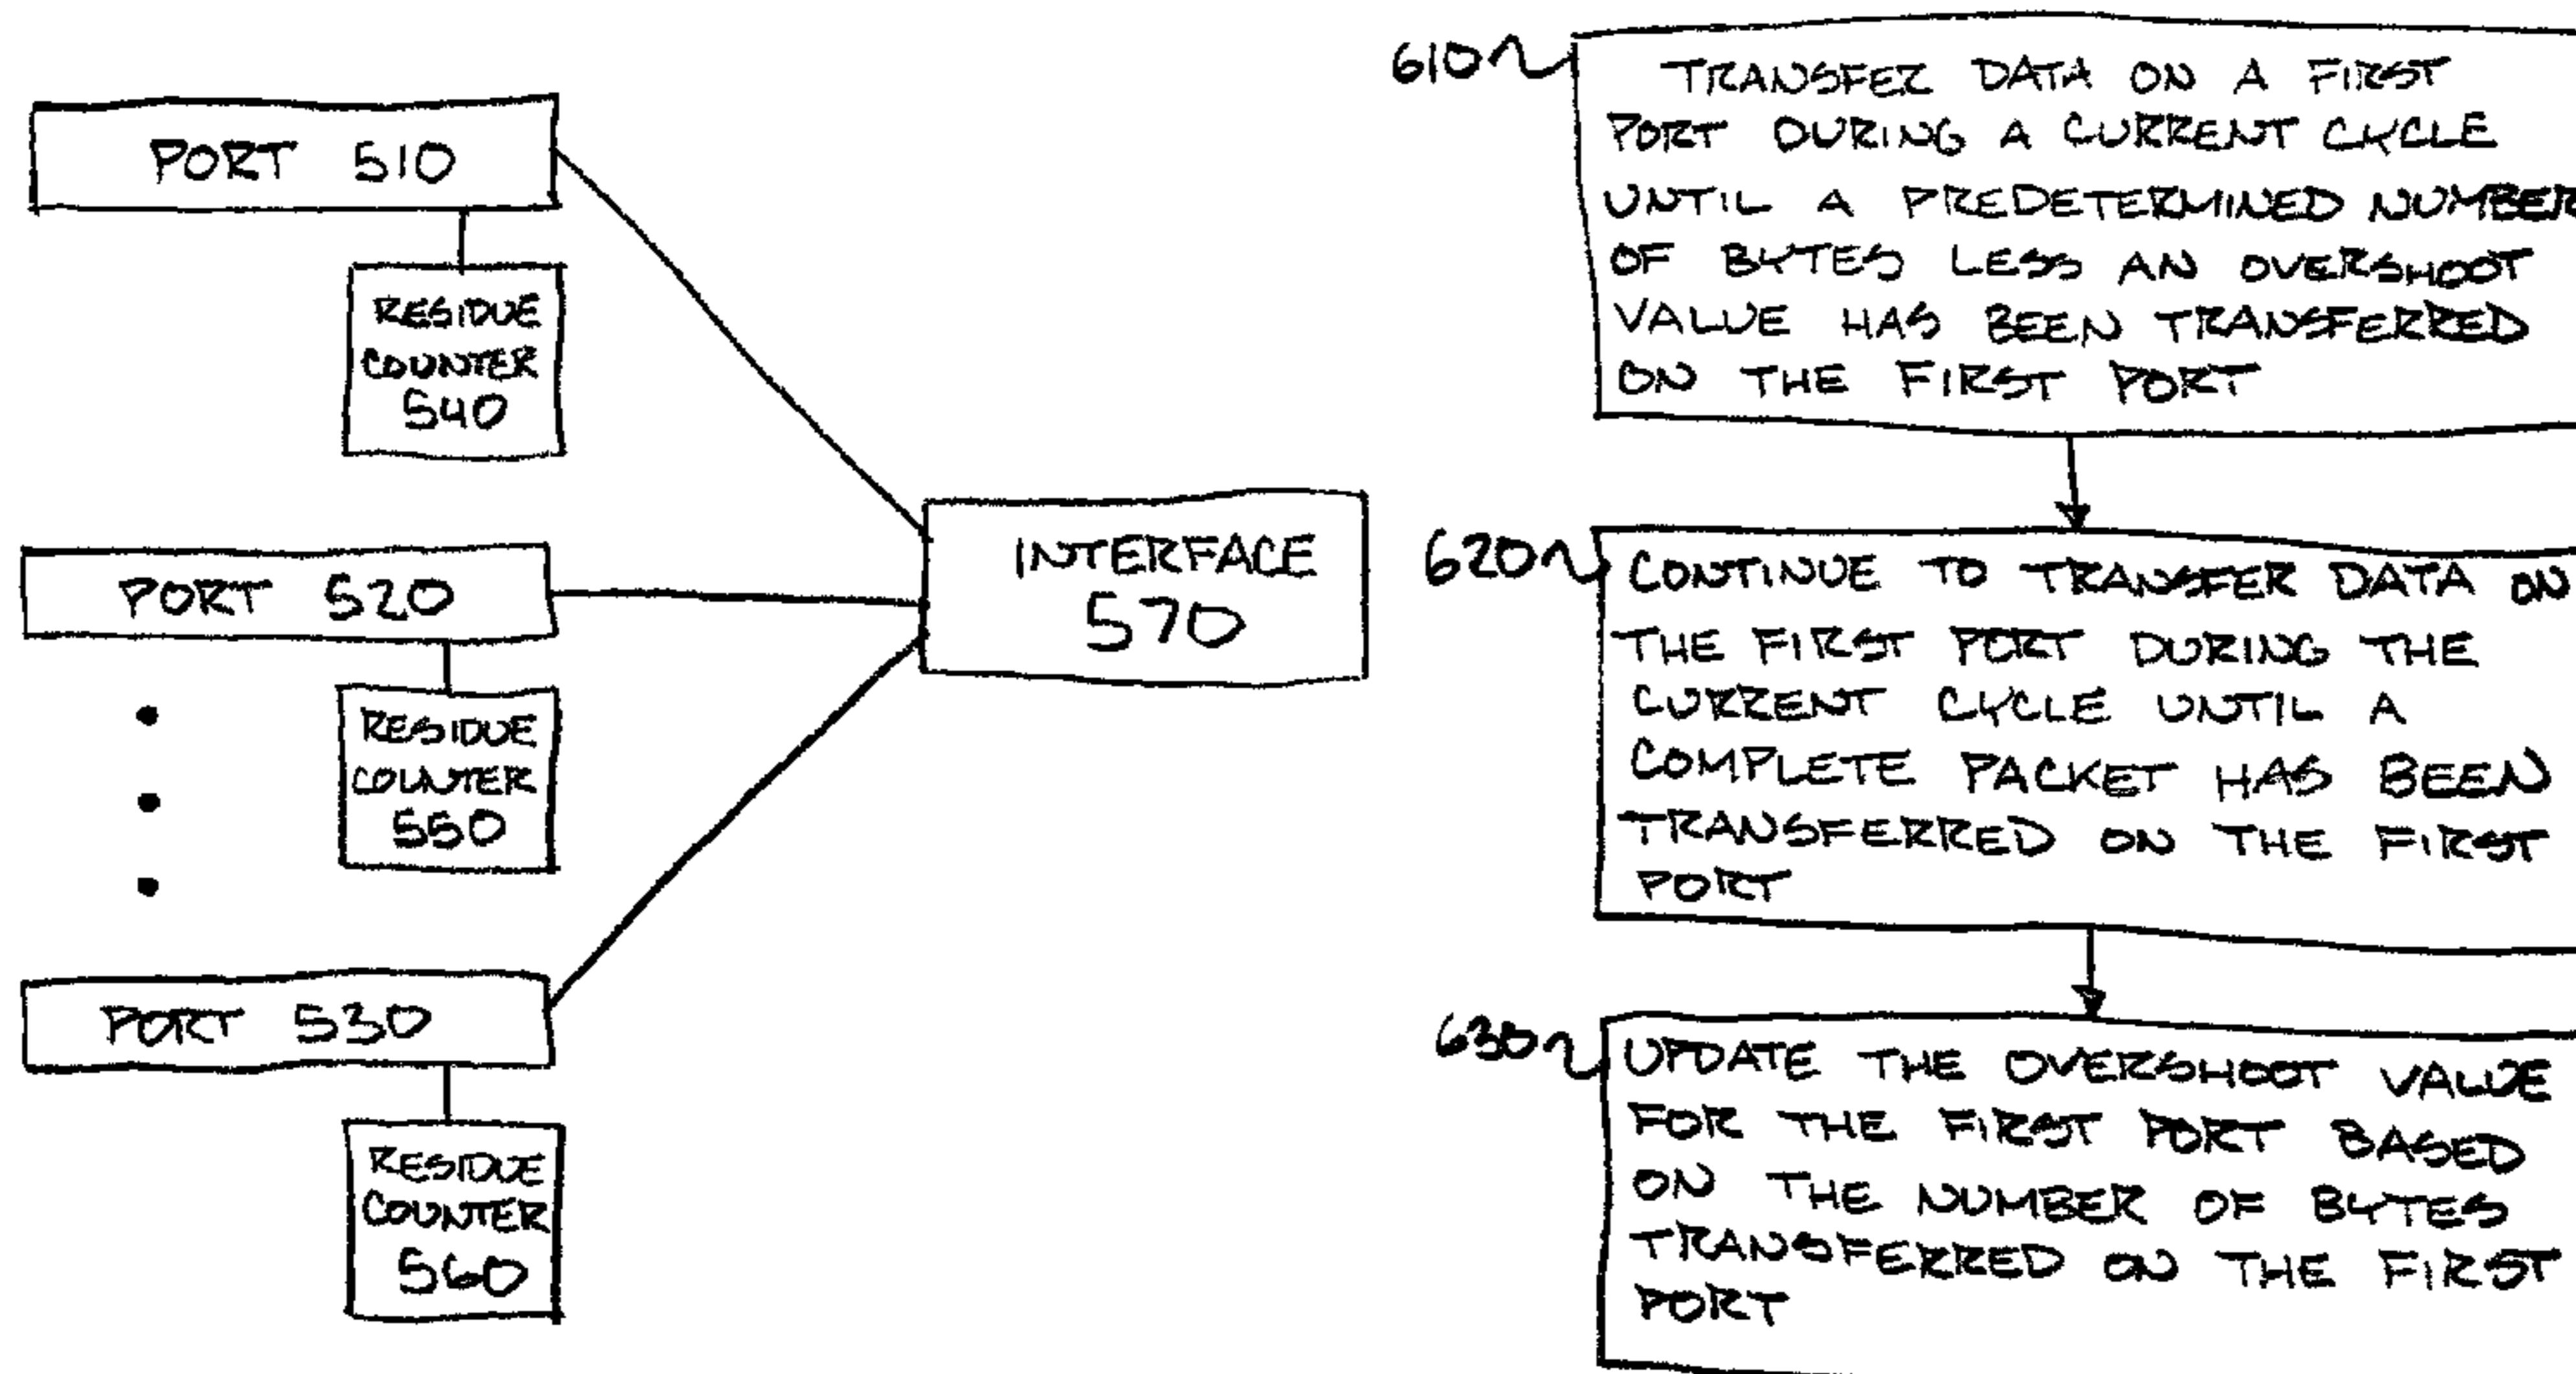 PORT 510
RESIDUE
COUNTER
540
PORT 520
RESIDUE
COUNTER
550
PORT 530
RESIDUE
COUNTER
560
INTERFACE
570
610
TRANSFER DATA ON A FIRST
PORT DURING A CURRENT CYCLE
UNTIL A PREDETERMINED NUMBER
OF BYTES LESS AN OVERSHOOT
VALUE HAS BEEN TRANSFERRED
ON THE FIRST PORT
620
CONTINUE TO TRANSFER DATA ON
THE FIRST PORT DURING THE
CURRENT CYCLE UNTIL A
COMPLETE PACKET HAS BEEN
TRANSFERRED ON THE FIRST
PORT
630
UPDATE THE OVERSHOOT VALUE
FOR THE FIRST PORT BASED
ON THE NUMBER OF BYTES
TRANSFERRED ON THE FIRST
PORT